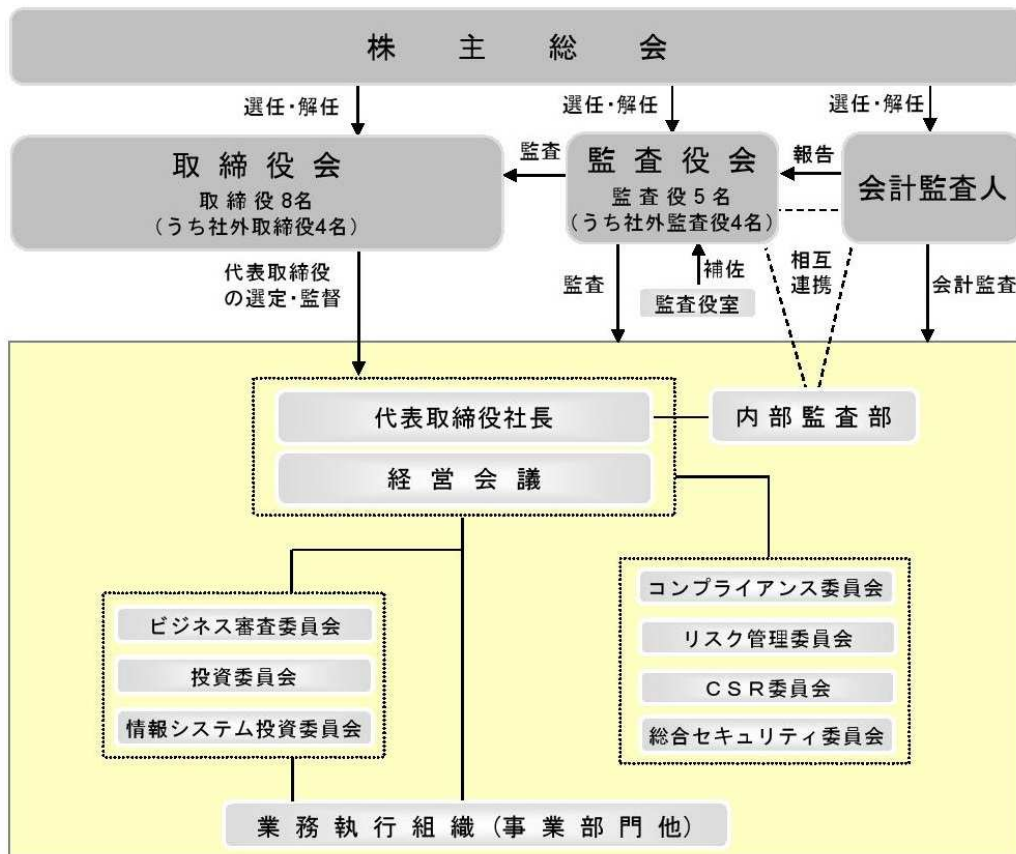 株主総会
選任・解任
選任・解任
選任・解任
取締役会
取締役8名
(うち社外取締役4名)
監査
監査役会
監査役5名
(うち社外監査役4名)
報告
会計監査人
代表取締役
の選定・監督
監査
補佐
監査役室
相互
連携
会計監査
代表取締役社長
内部監査部
経営会議
ビジネス審査委員会
投資委員会
情報システム投資委員会
コンプライアンス委員会
リスク管理委員会
CSR委員会
総合セキュリティ委員会
業務執行組織(事業部門他)